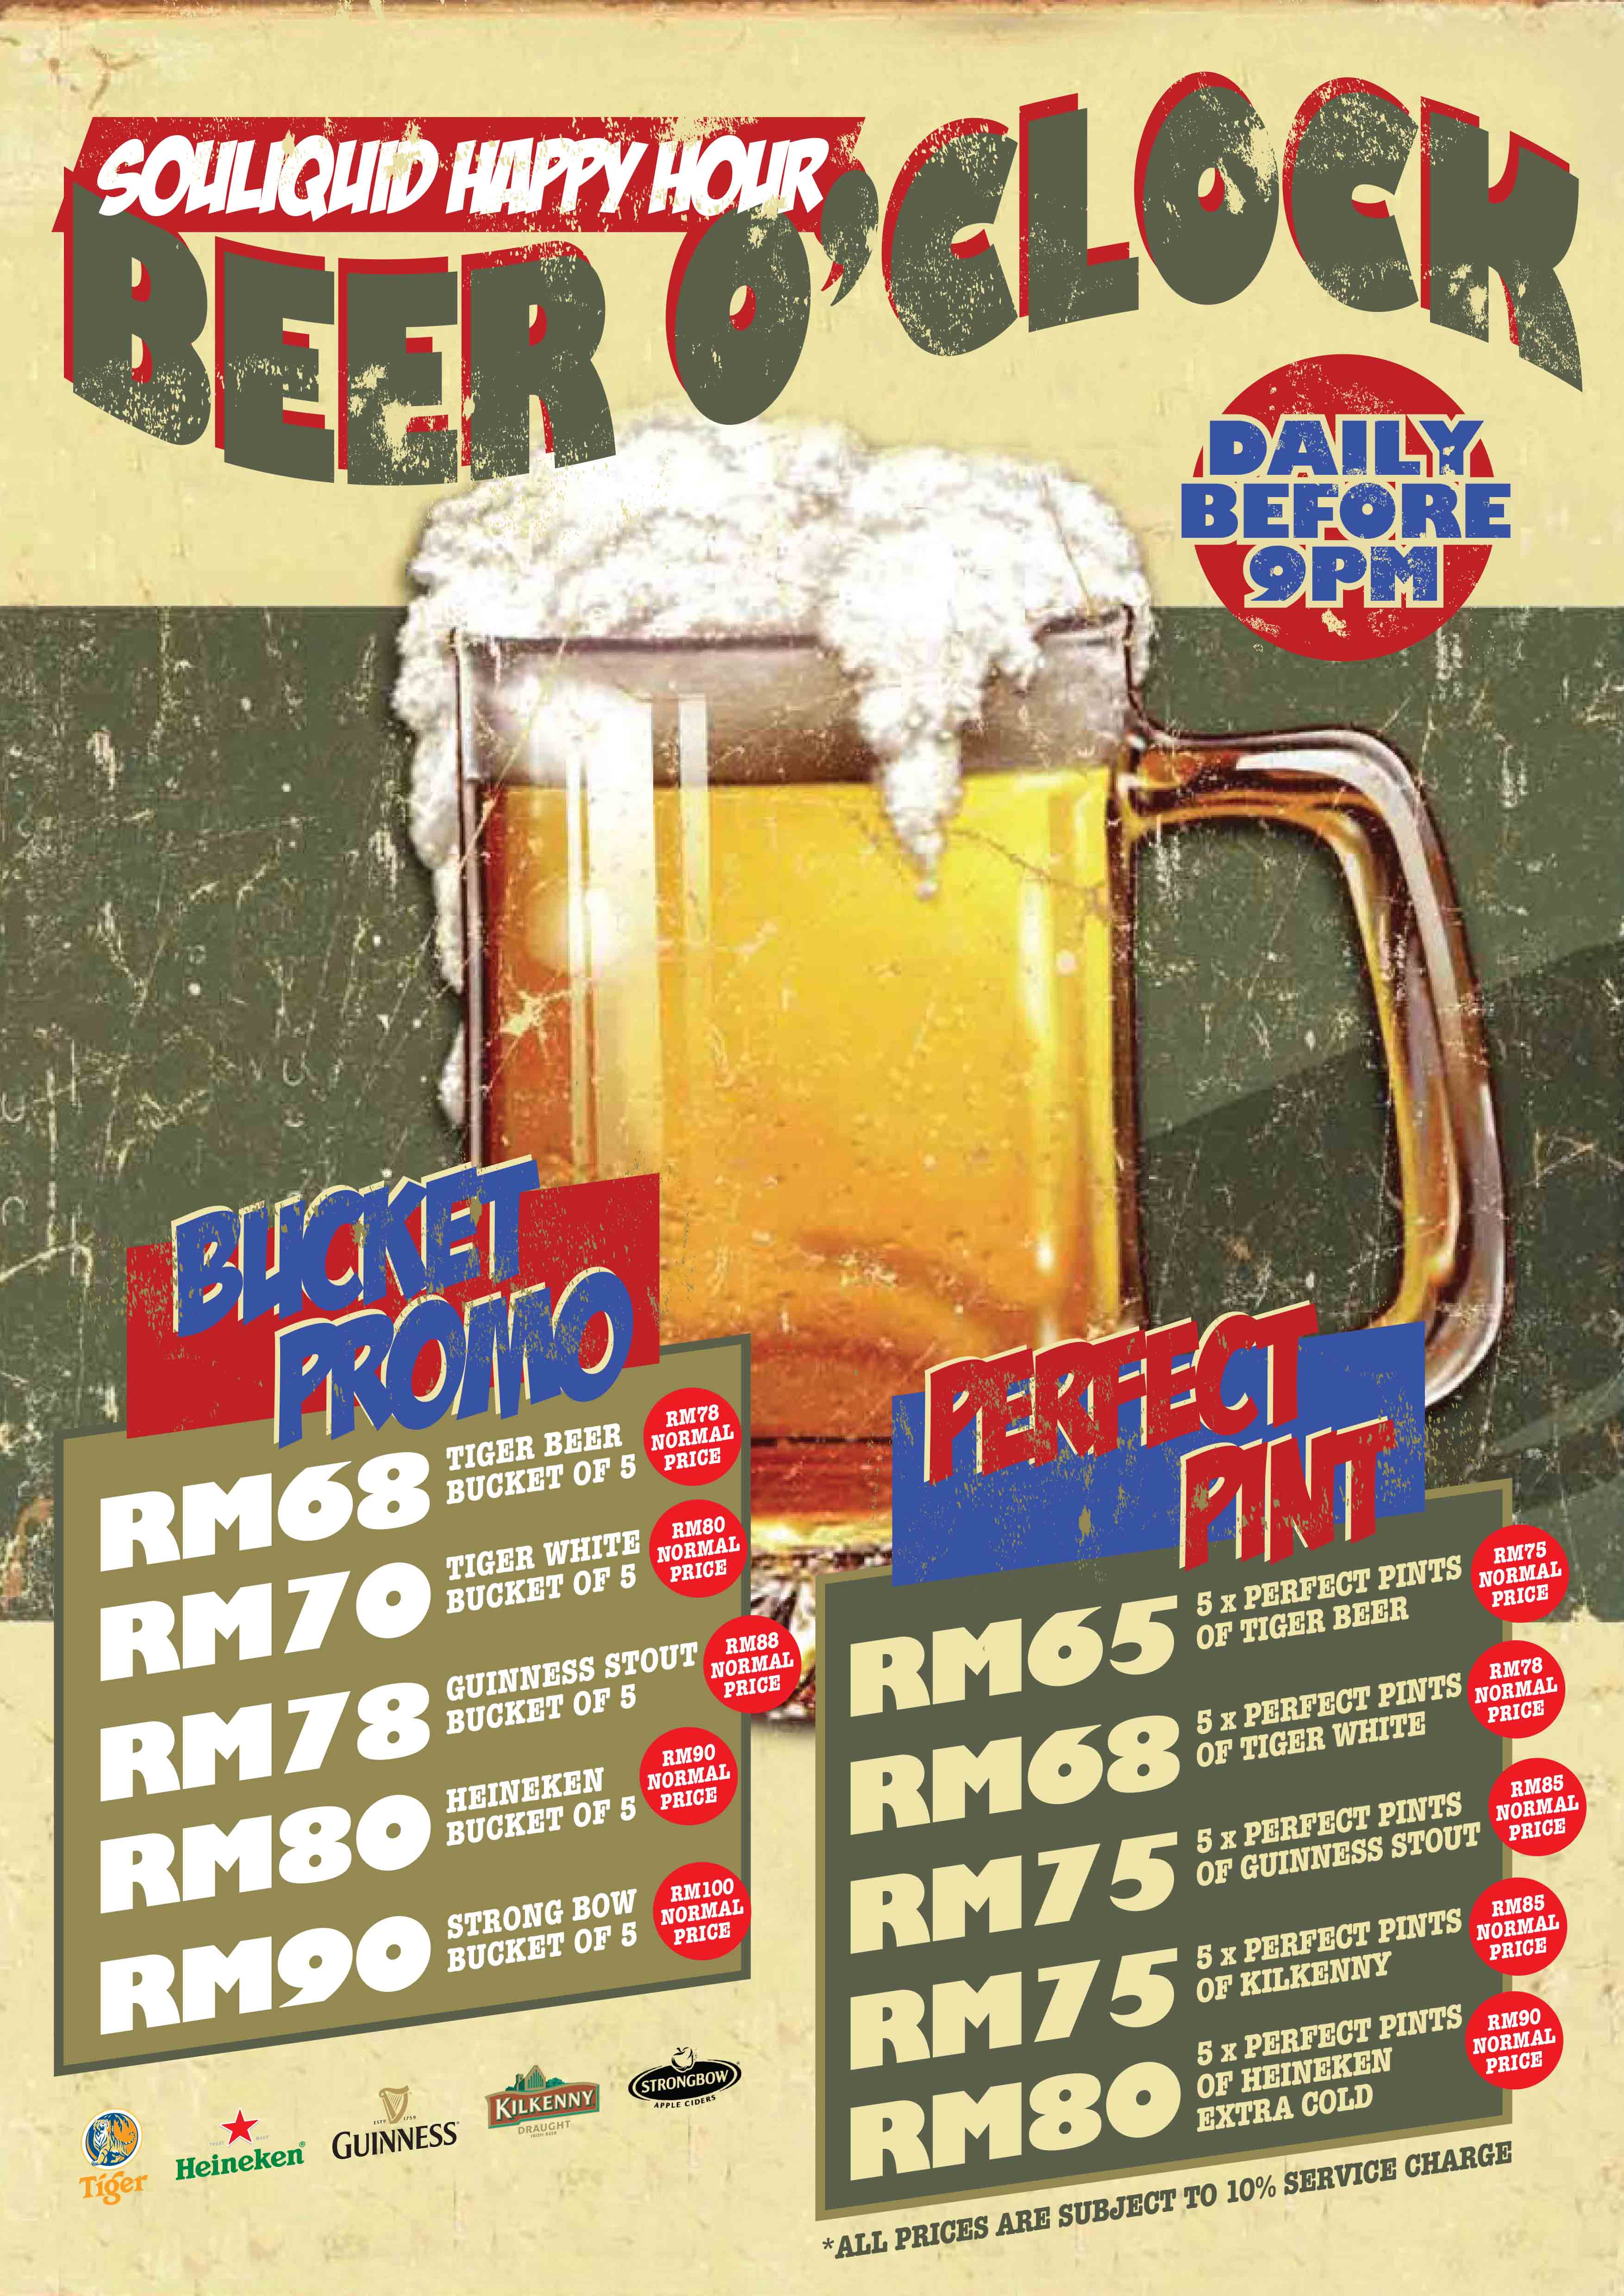 SOULIQUID HAPPY HOUR
BEER O'CLOCK
DAILY
BEFORE
9PM
BUCKET
PROMO
RM68
TIGER BEER
BUCKET OF 5
RM78
NORMAL
PRICE
RM70
TIGER WHITE
BUCKET OF 5
RM80
NORMAL
PRICE
RM78
GUINNESS STOUT
BUCKET OF 5
RM88
NORMAL
PRICE
RM80
HEINEKEN
BUCKET OF 5
RM90
NORMAL
PRICE
RM90
STRONG BOW
BUCKET OF 5
RM100
NORMAL
PRICE
PERFECT
PINT
RM65
5 x PERFECT PINTS
OF TIGER BEER
RM75
NORMAL
PRICE
RM68
5 x PERFECT PINTS
OF TIGER WHITE
RM78
NORMAL
PRICE
RM75
5 x PERFECT PINTS
OF GUINNESS STOUT
RM85
NORMAL
PRICE
RM75
5 x PERFECT PINTS
OF KILKENNY
RM85
NORMAL
PRICE
RM80
5 x PERFECT PINTS
OF HEINEKEN
EXTRA COLD
RM90
NORMAL
PRICE
Tiger
Heineken®
ESTD 1759
GUINNESS
KILKENNY
DRAUGHT
IRISH BEER
STRONGBOW
APPLE CIDERS
*ALL PRICES ARE SUBJECT TO 10% SERVICE CHARGE